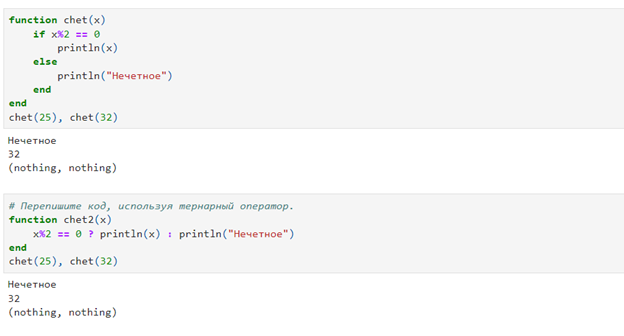 function chet(x)
    if x%2 == 0
        println(x)
    else
        println("Нечетное")
    end
end
chet(25), chet(32)
Нечетное
32
(nothing, nothing)
# Перепишите код, используя тернарный оператор.
function chet2(x)
    x%2 == 0 ? println(x) : println("Нечетное")
end
chet(25), chet(32)
Нечетное
32
(nothing, nothing)